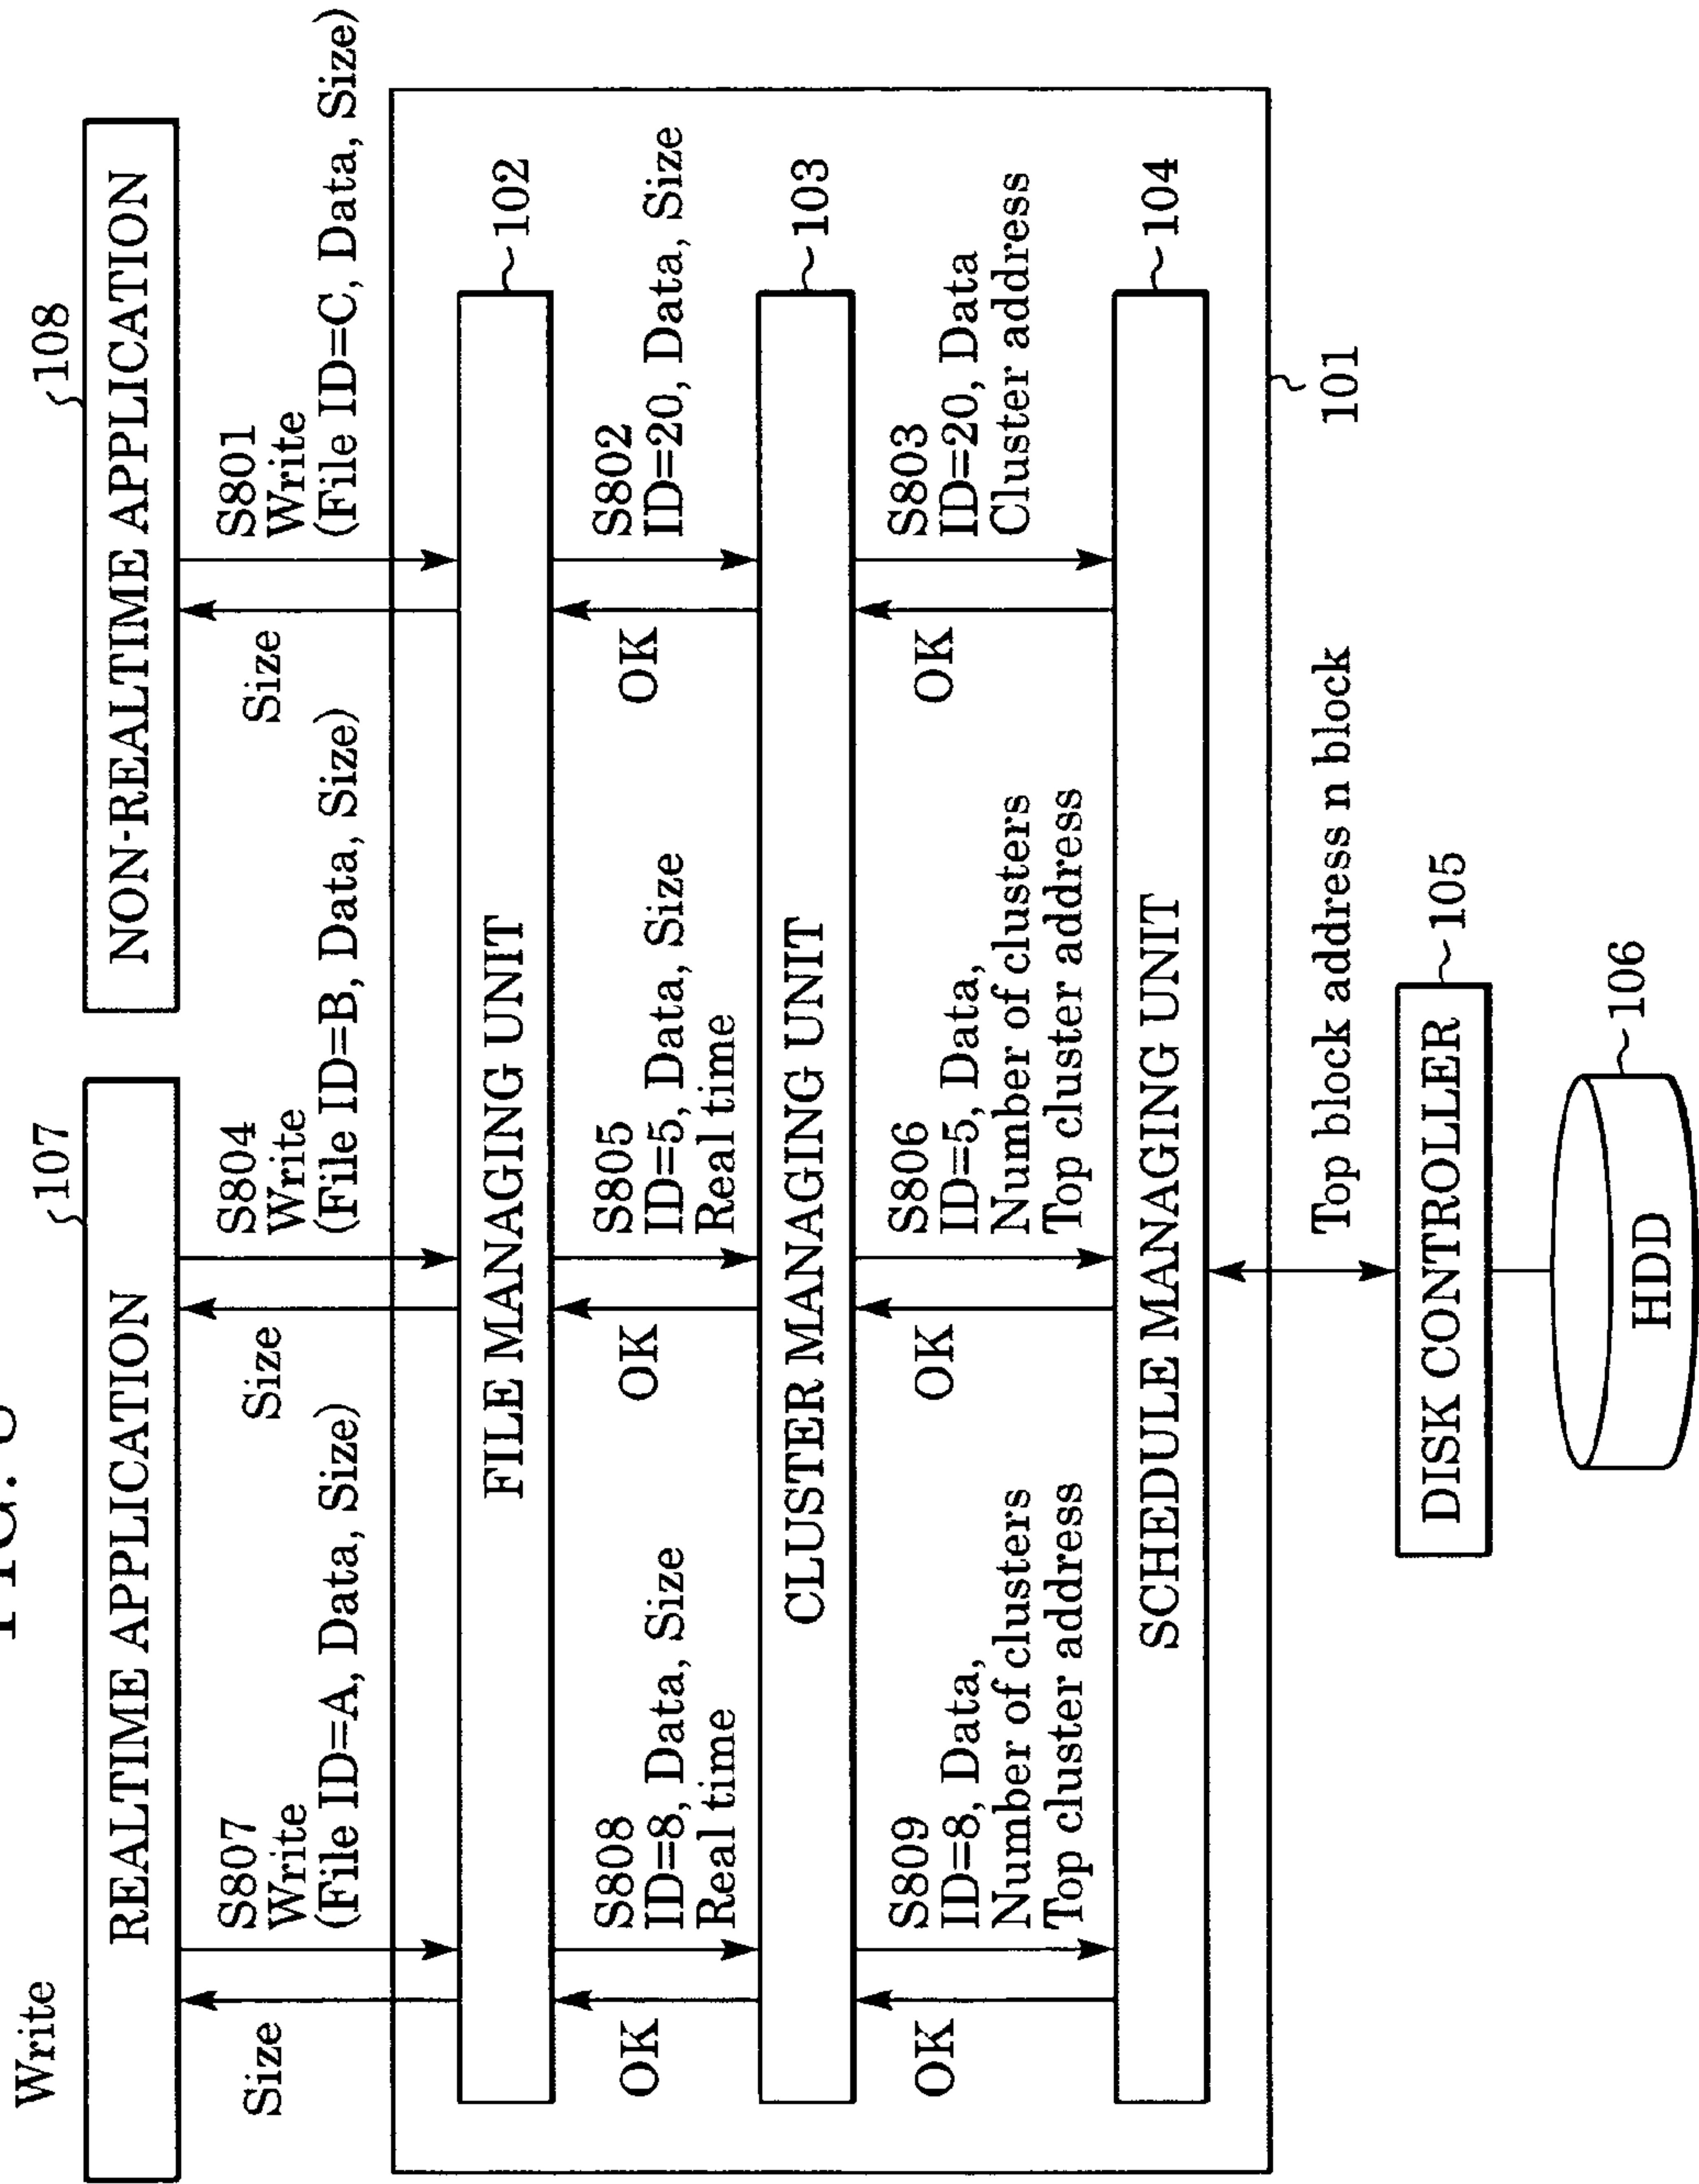 Write
107
108
REALTIME APPLICATION
NON-REALTIME APPLICATION
S807
Write
(File ID=A, Data, Size)
Size
S804
Write
(File ID=B, Data, Size)
Size
S801
Write
(File ID=C, Data, Size)
Size
FILE MANAGING UNIT
102
S808
ID=8, Data, Size
Real time
OK
S805
ID=5, Data, Size
Real time
OK
S802
ID=20, Data, Size
OK
CLUSTER MANAGING UNIT
103
S809
ID=8, Data,
Number of clusters
Top cluster address
OK
S806
ID=5, Data,
Number of clusters
Top cluster address
OK
S803
ID=20, Data
Cluster address
OK
SCHEDULE MANAGING UNIT
104
101
Top block address n block
DISK CONTROLLER
105
HDD
106